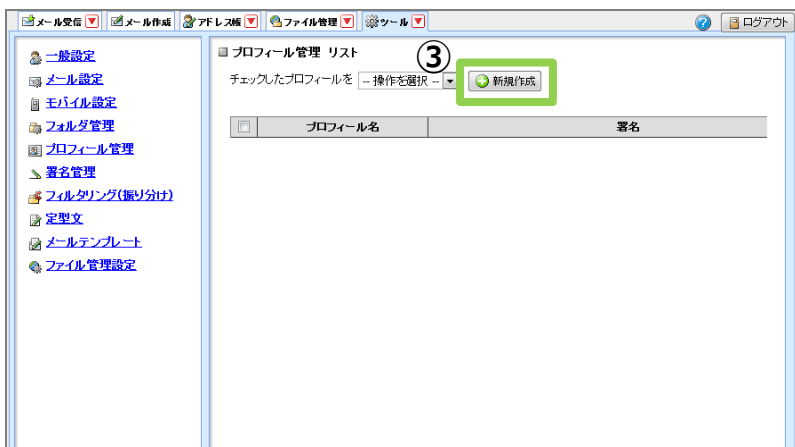 メール受信 メール作成 アドレス帳 ファイル管理 ツール ログアウト
一般設定
メール設定
モバイル設定
フォルダ管理
プロフィール管理
署名管理
フィルタリング(振り分け)
定型文
メールテンプレート
ファイル管理設定
プロフィール管理 リスト
③
チェックしたプロフィールを -- 操作を選択 -- 新規作成
プロフィール名 署名